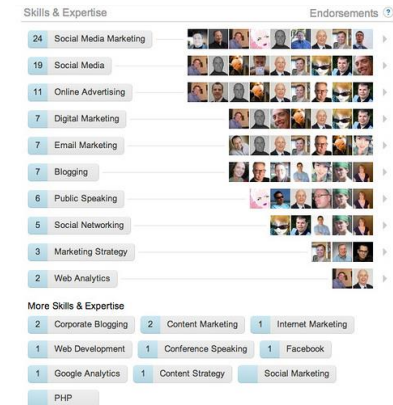 Skills & Expertise Endorsements ?
24 Social Media Marketing
19 Social Media
11 Online Advertising
7 Digital Marketing
7 Email Marketing
7 Blogging
6 Public Speaking
5 Social Networking
3 Marketing Strategy
2 Web Analytics
More Skills & Expertise
2 Corporate Blogging 2 Content Marketing 1 Internet Marketing
1 Web Development 1 Conference Speaking 1 Facebook
1 Google Analytics 1 Content Strategy Social Marketing
PHP